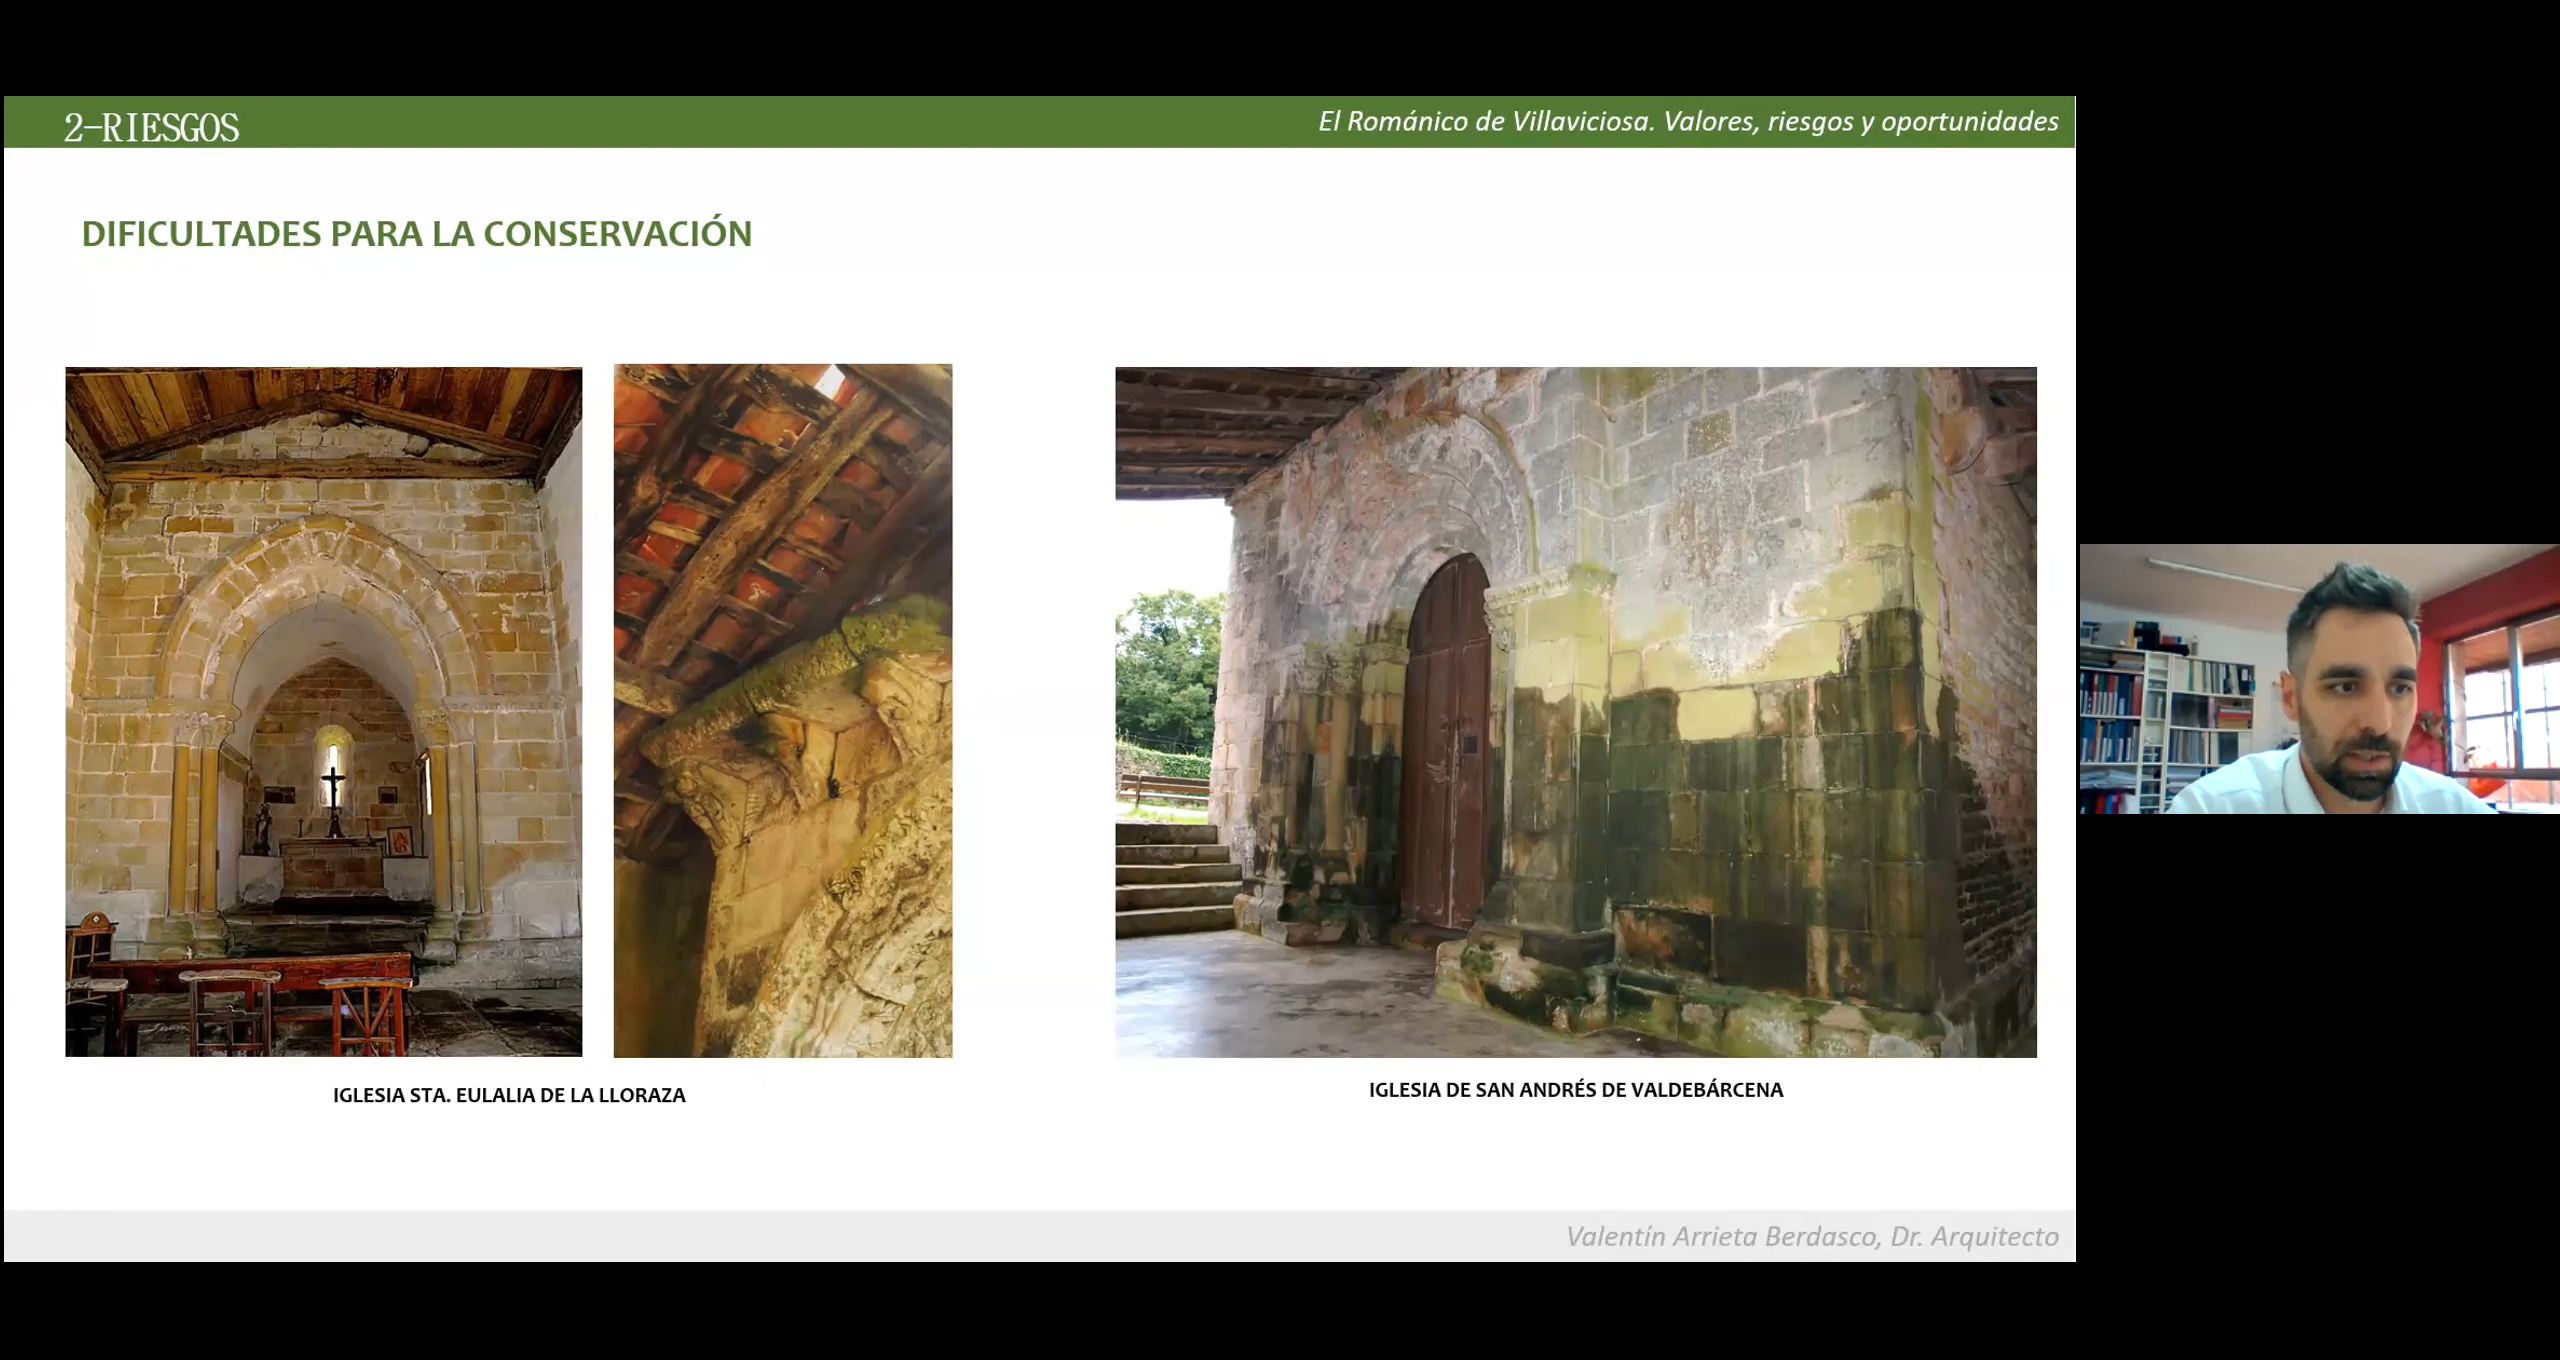 2-RIESGOS
El Románico de Villaviciosa. Valores, riesgos y oportunidades
DIFICULTADES PARA LA CONSERVACIÓN
IGLESIA STA. EULALIA DE LA LLORAZA
IGLESIA DE SAN ANDRÉS DE VALDEBÁRCENA
Valentín Arrieta Berdasco, Dr. Arquitecto